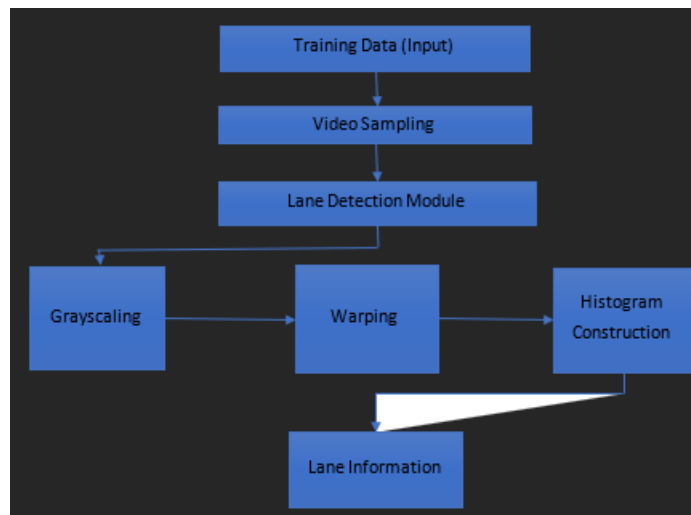 Training Data (Input)
Video Sampling
Lane Detection Module
Grayscaling
Warping
Histogram
Construction
Lane Information